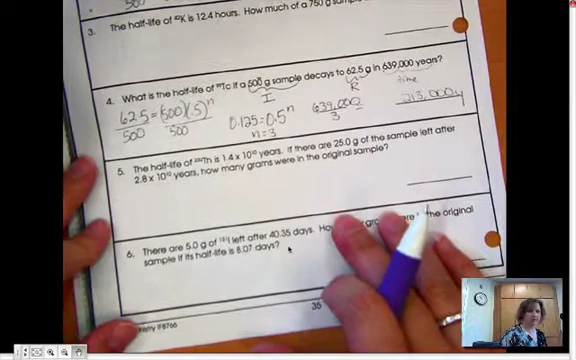 500
3. The half-life of ⁴²K is 12.4 hours. How much of a 750 g sample
4. What is the half-life of ⁹⁹Tc if a 500 g sample decays to 62.5 g in 639,000 years?
I R time
62.5 = (500)(.5)ⁿ
500 500
0.125 = 0.5ⁿ
n = 3
639,000
3
213,000 y
5. The half-life of ²³²Th is 1.4 x 10¹⁰ years. If there are 25.0 g of the sample left after
2.8 x 10¹⁰ years, how many grams were in the original sample?
6. There are 5.0 g of ¹³¹I left after 40.35 days. the original
sample if its half-life is 8.07 days?
IF8766
35